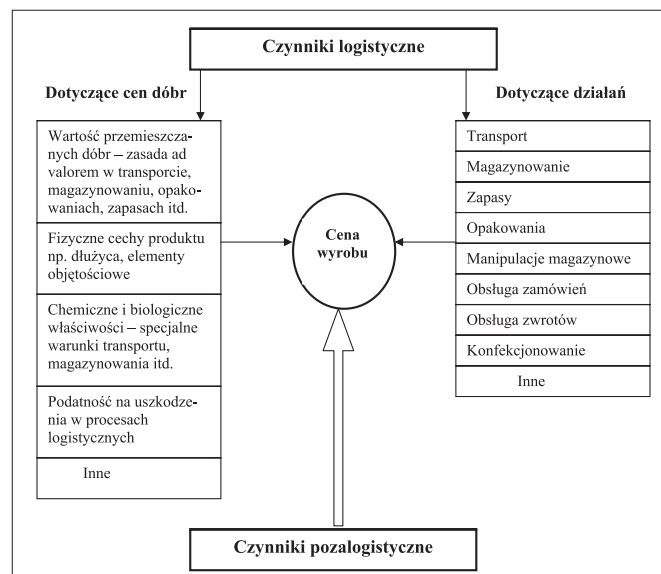 Czynniki logistyczne
Dotyczące cen dóbr
Wartość przemieszcza-
nych dóbr – zasada ad
valorem w transporcie,
magazynowaniu, opako-
waniach, zapasach itd.
Fizyczne cechy produktu
np. dłużyca, elementy
objętościowe
Chemiczne i biologiczne
właściwości – specjalne
warunki transportu,
magazynowania itd.
Podatność na uszkodze-
nia w procesach
logistycznych
Inne
Cena
wyrobu
Dotyczące działań
Transport
Magazynowanie
Zapasy
Opakowania
Manipulacje magazynowe
Obsługa zamówień
Obsługa zwrotów
Konfekcjonowanie
Inne
Czynniki pozalogistyczne